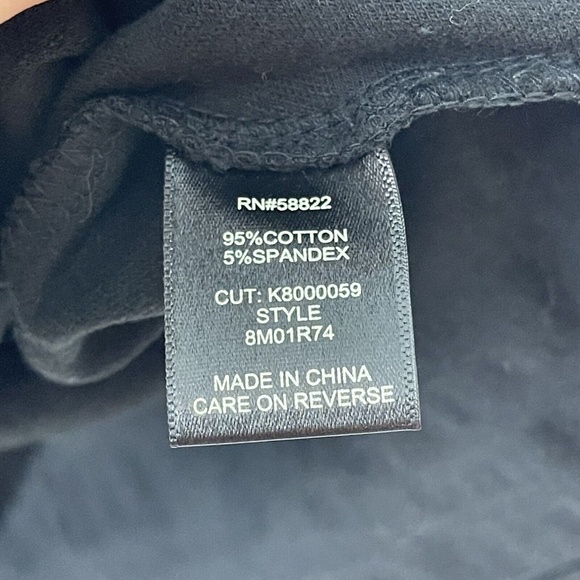 RN#58822
95%COTTON
5%SPANDEX
CUT: K8000059
STYLE
8M01R74
MADE IN CHINA
CARE ON REVERSE